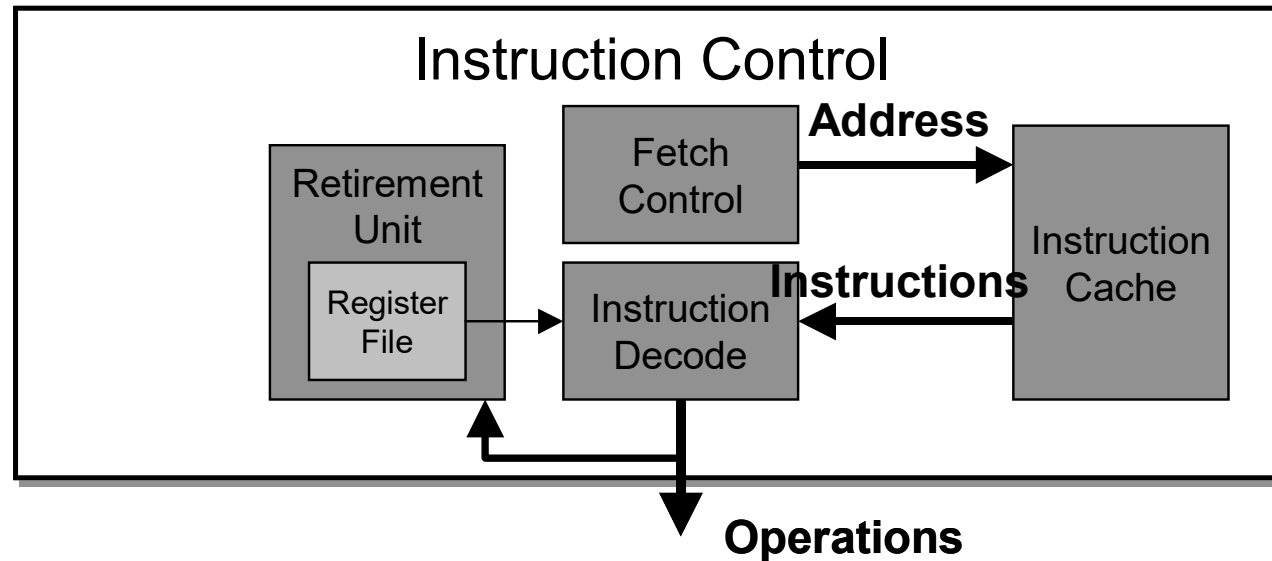 Instruction Control
Address
Fetch
Control
Retirement
Unit
Instruction
Cache
Instructions
Register
File
Instruction
Decode
Operations